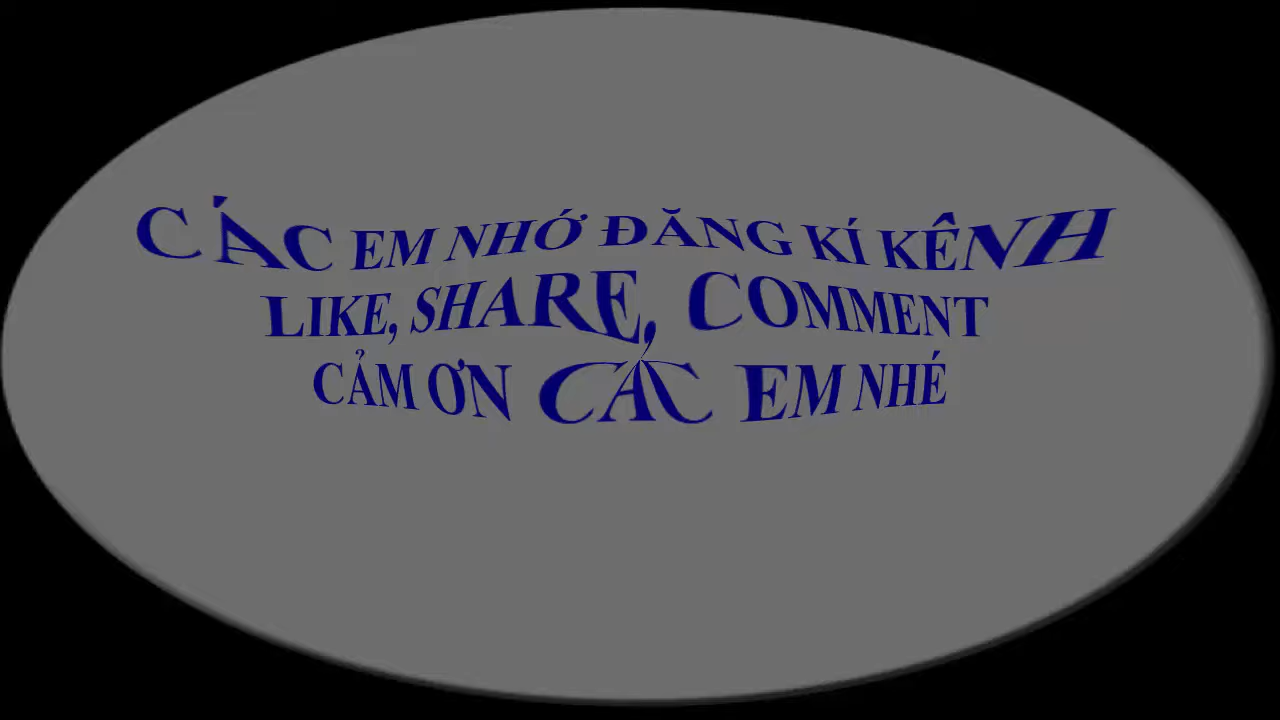 CÁC EM NHỚ ĐĂNG KÍ KÊNH
LIKE, SHARE, COMMENT
CẢM ƠN CÁC EM NHÉ